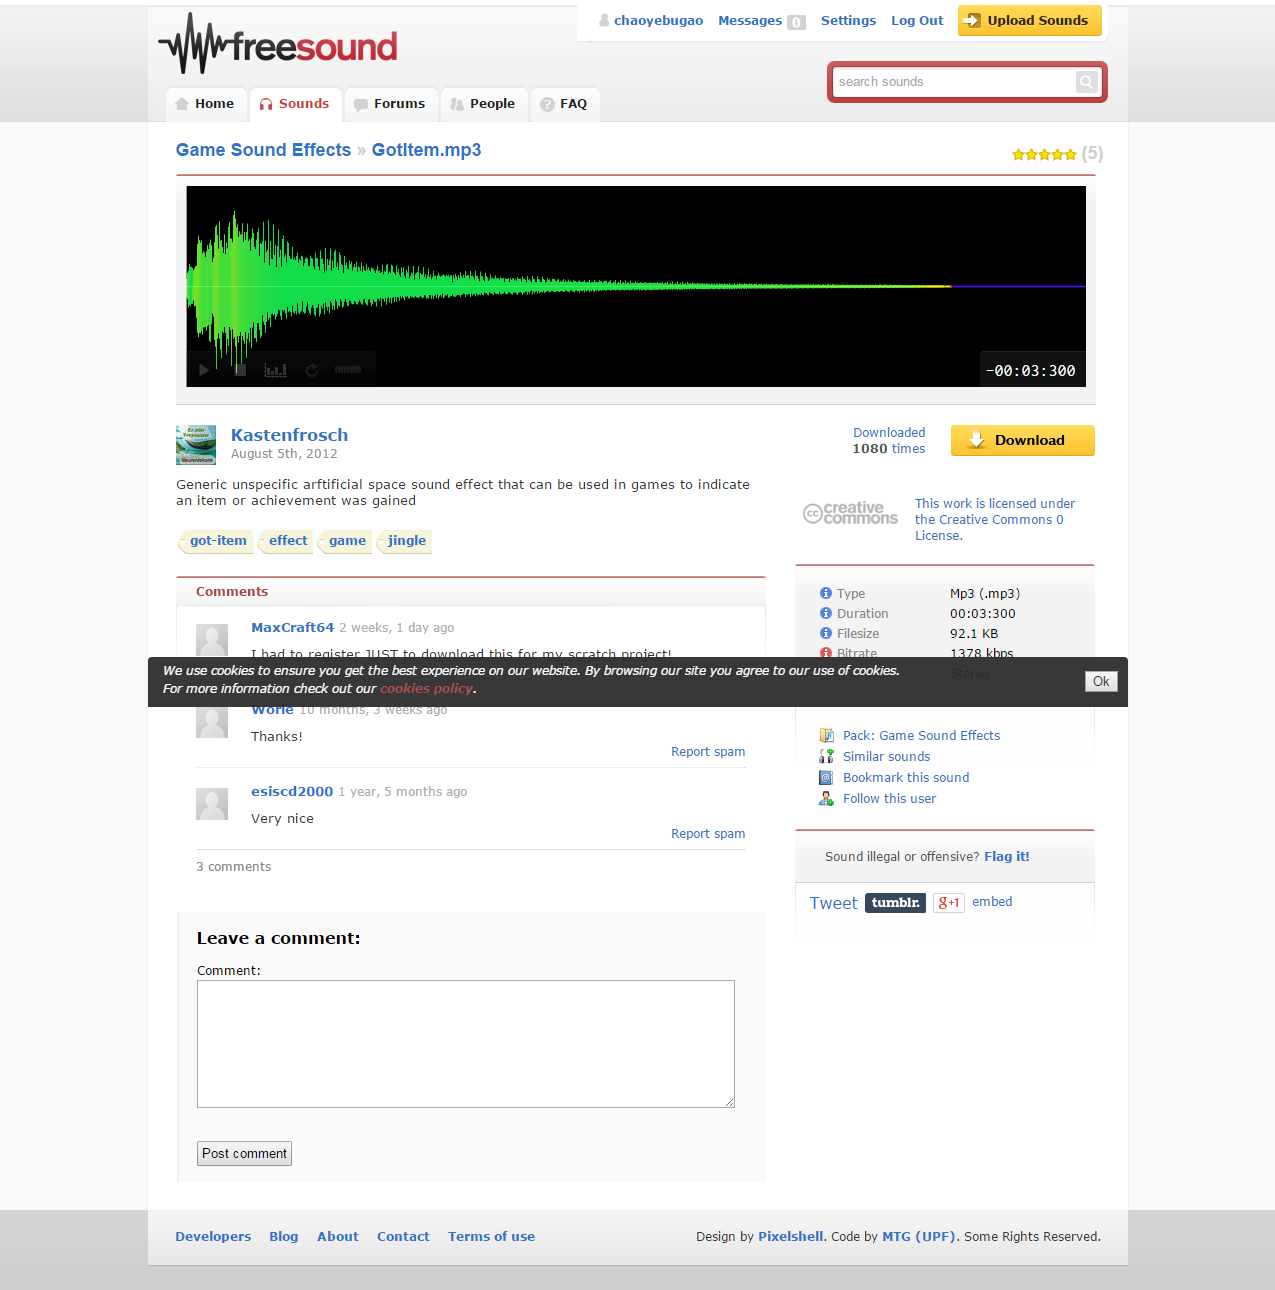 chaoyebugao Messages 0 Settings Log Out Upload Sounds
freesound
search sounds
Home Sounds Forums People FAQ
Game Sound Effects » GotItem.mp3 (5)
-00:03:300
Kastenfrosch
August 5th, 2012
Downloaded
1080 times
Download
Generic unspecific arftificial space sound effect that can be used in games to indicate
an item or achievement was gained
creative
commons
This work is licensed under
the Creative Commons 0
License.
got-item effect game jingle
Comments
MaxCraft64 2 weeks, 1 day ago
I had to register JUST to download this for my scratch project!
Type Mp3 (.mp3)
Duration 00:03:300
Filesize 92.1 KB
Bitrate 1378 kbps
Stereo
We use cookies to ensure you get the best experience on our website. By browsing our site you agree to our use of cookies.
For more information check out our cookies policy.
Ok
Worle 10 months, 3 weeks ago
Thanks!
Report spam
esiscd2000 1 year, 5 months ago
Very nice
Report spam
3 comments
Pack: Game Sound Effects
Similar sounds
Bookmark this sound
Follow this user
Sound illegal or offensive? Flag it!
Tweet tumblr. g+1 embed
Leave a comment:
Comment:
Post comment
Developers Blog About Contact Terms of use
Design by Pixelshell. Code by MTG (UPF). Some Rights Reserved.